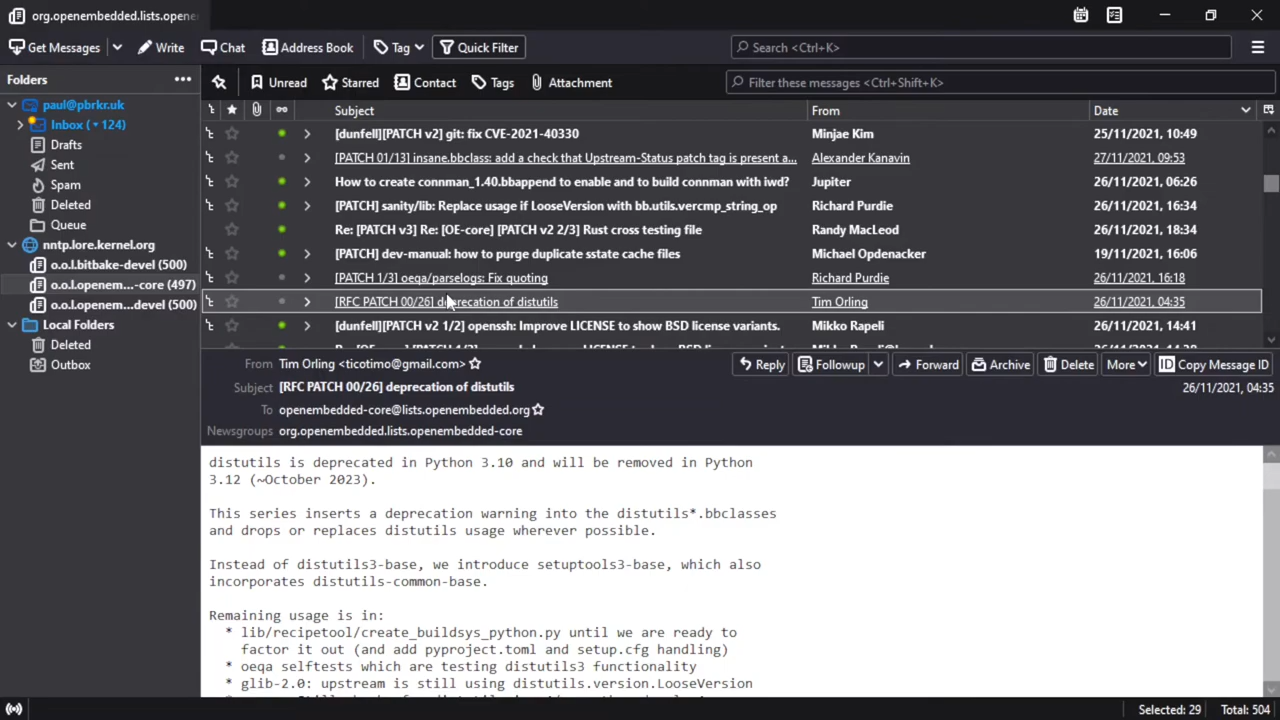 org.openembedded.lists.opene
Get Messages Write Chat Address Book Tag Quick Filter Search <Ctrl+K>
Folders ••• Unread Starred Contact Tags Attachment Filter these messages <Ctrl+Shift+K>
paul@pbrkr.uk Subject From Date
Inbox (124) [dunfell][PATCH v2] git: fix CVE-2021-40330 Minjae Kim 25/11/2021, 10:49
Drafts [PATCH 01/13] insane.bbclass: add a check that Upstream-Status patch tag is present a... Alexander Kanavin 27/11/2021, 09:53
Sent How to create connman_1.40.bbappend to enable and to build connman with iwd? Jupiter 26/11/2021, 06:26
Spam [PATCH] sanity/lib: Replace usage if LooseVersion with bb.utils.vercmp_string_op Richard Purdie 26/11/2021, 16:34
Deleted Re: [PATCH v3] Re: [OE-core] [PATCH v2 2/3] Rust cross testing file Randy MacLeod 26/11/2021, 18:34
Queue [PATCH] dev-manual: how to purge duplicate sstate cache files Michael Opdenacker 19/11/2021, 16:06
nntp.lore.kernel.org
o.o.l.bitbake-devel (500) [PATCH 1/3] oeqa/parselogs: Fix quoting Richard Purdie 26/11/2021, 16:18
o.o.l.openem...-core (497)
o.o.l.openem...devel (500) [RFC PATCH 00/26] deprecation of distutils Tim Orling 26/11/2021, 04:35
Local Folders [dunfell][PATCH v2 1/2] openssh: Improve LICENSE to show BSD license variants. Mikko Rapeli 26/11/2021, 14:41
Deleted
Outbox
From Tim Orling <ticotimo@gmail.com> Reply Followup Forward Archive Delete More ID Copy Message ID
Subject [RFC PATCH 00/26] deprecation of distutils 26/11/2021, 04:35
To openembedded-core@lists.openembedded.org
Newsgroups org.openembedded.lists.openembedded-core
distutils is deprecated in Python 3.10 and will be removed in Python
3.12 (~October 2023).
This series inserts a deprecation warning into the distutils*.bbclasses
and drops or replaces distutils usage wherever possible.
Instead of distutils3-base, we introduce setuptools3-base, which also
incorporates distutils-common-base.
Remaining usage is in:
* lib/recipetool/create_buildsys_python.py until we are ready to
factor it out (and add pyproject.toml and setup.cfg handling)
* oeqa selftests which are testing distutils3 functionality
* glib-2.0: upstream is still using distutils.version.LooseVersion
Selected: 29 Total: 504